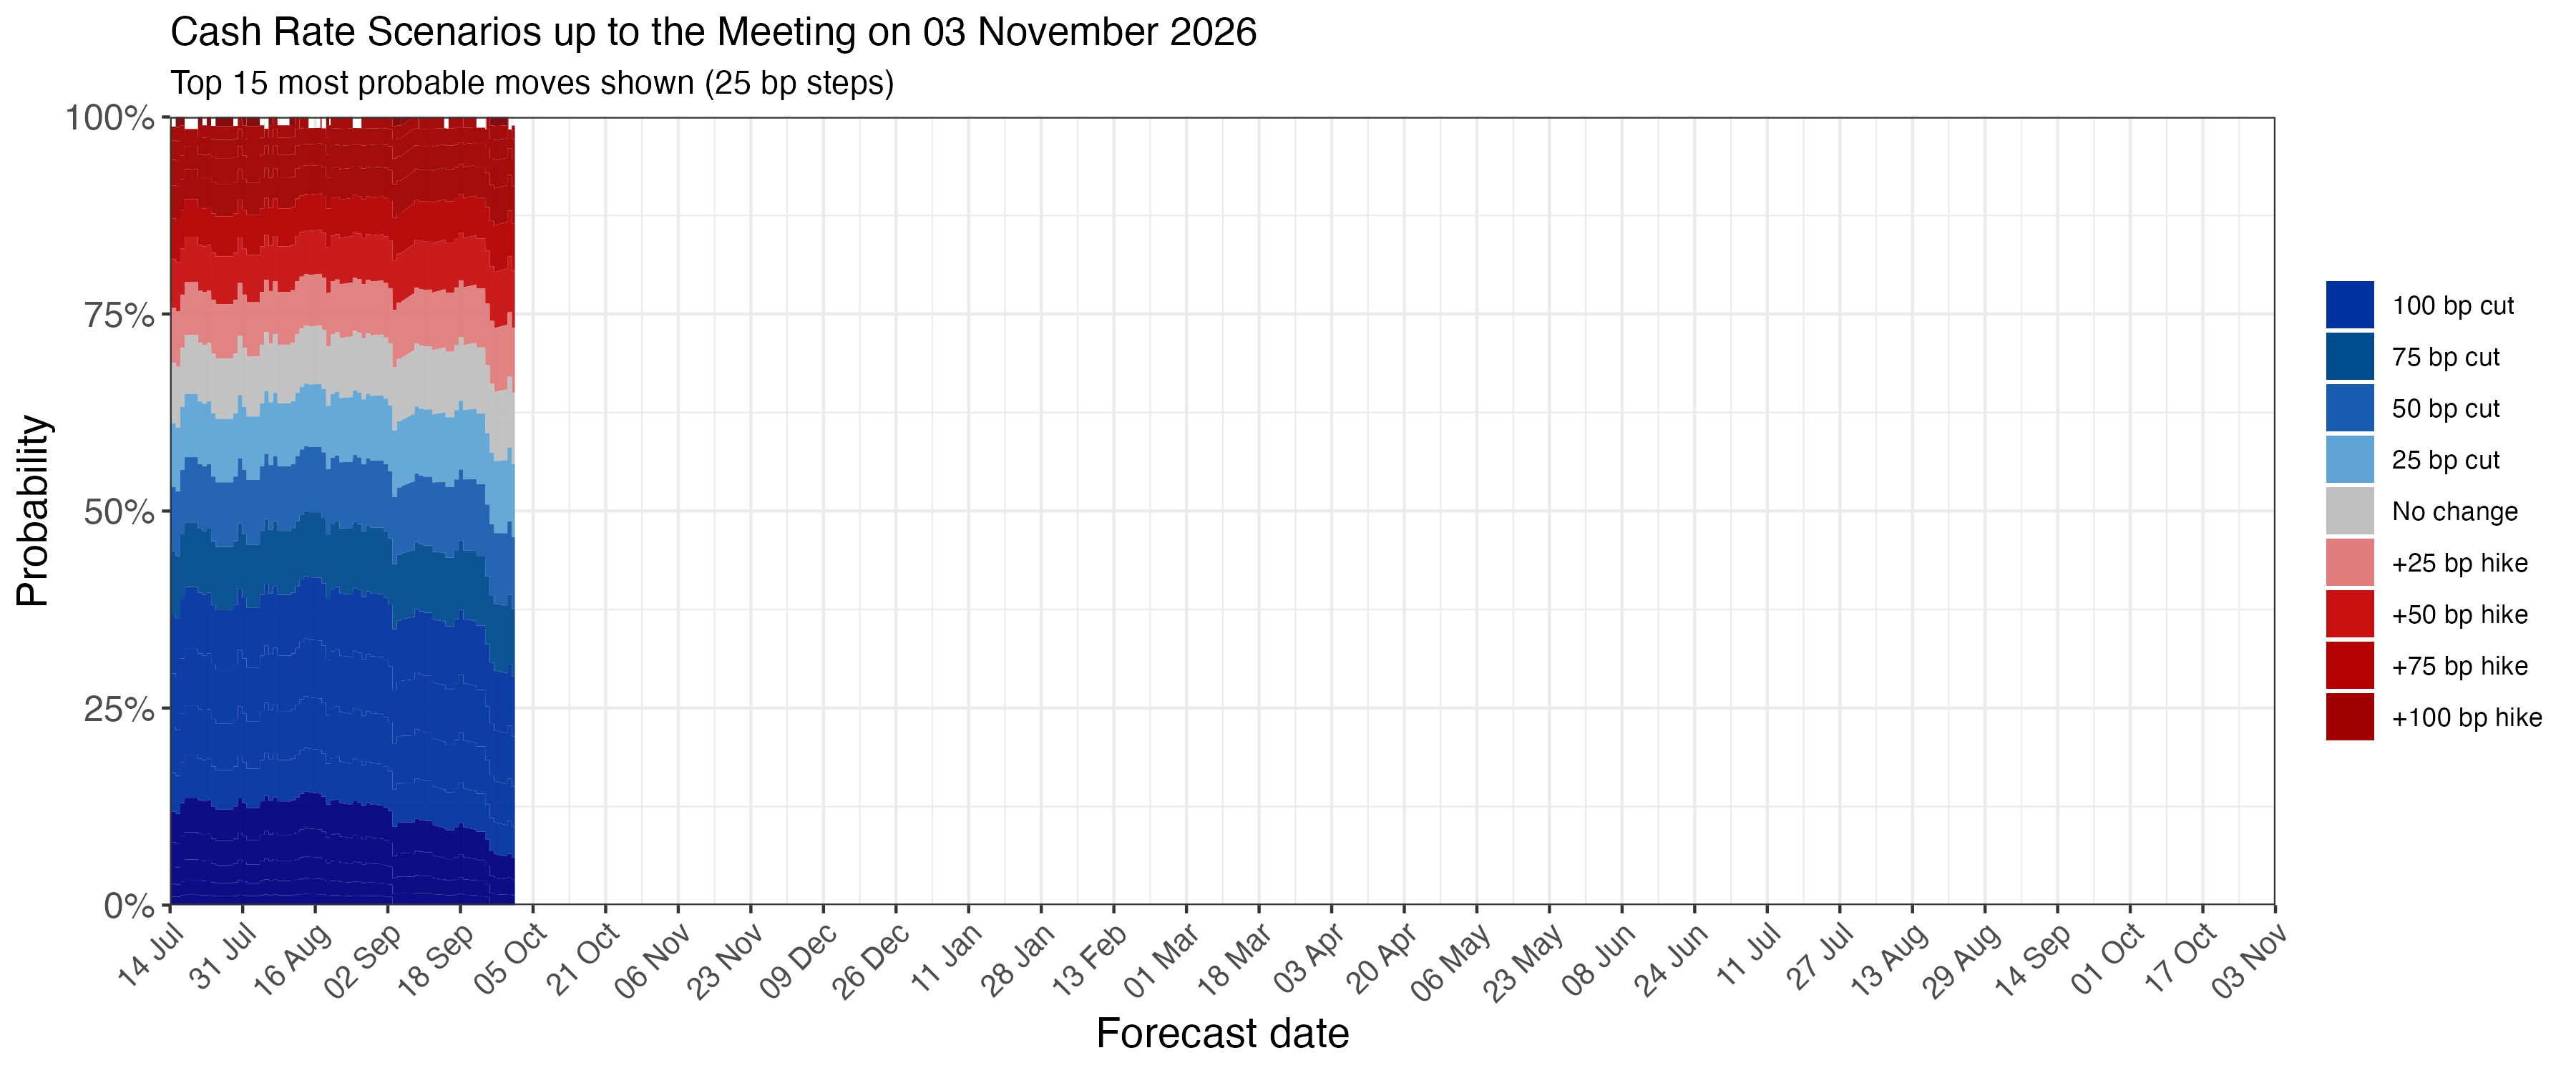 Cash Rate Scenarios up to the Meeting on 03 November 2026
Top 15 most probable moves shown (25 bp steps)
Probability
100%
75%
50%
25%
0%
14 Jul
31 Jul
16 Aug
02 Sep
18 Sep
05 Oct
21 Oct
06 Nov
23 Nov
09 Dec
26 Dec
11 Jan
28 Jan
13 Feb
01 Mar
18 Mar
03 Apr
20 Apr
06 May
23 May
08 Jun
24 Jun
11 Jul
27 Jul
13 Aug
29 Aug
14 Sep
01 Oct
17 Oct
03 Nov
Forecast date
100 bp cut
75 bp cut
50 bp cut
25 bp cut
No change
+25 bp hike
+50 bp hike
+75 bp hike
+100 bp hike